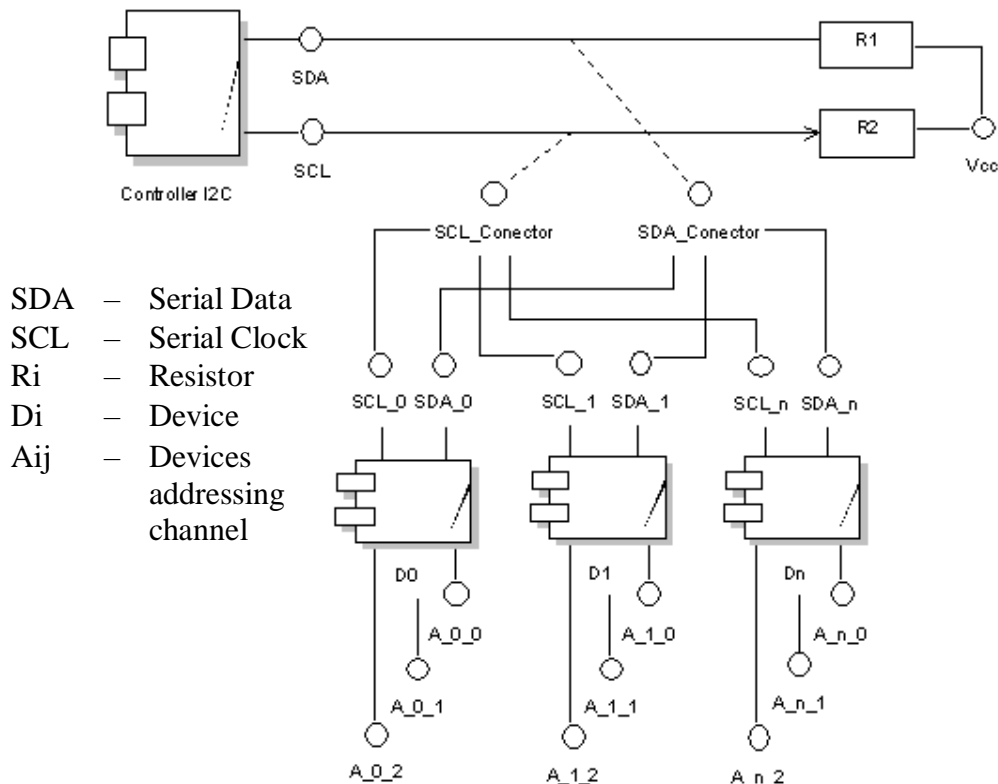 R1
SDA
R2
SCL
Vcc
Controller I2C
SCL_Conector SDA_Conector
SDA – Serial Data
SCL – Serial Clock
Ri – Resistor
Di – Device
Aij – Devices
addressing
channel
SCL_0 SDA_0 SCL_1 SDA_1 SCL_n SDA_n
D0 D1 Dn
A_0_0 A_1_0 A_n_0
A_0_1 A_1_1 A_n_1
A_0_2 A_1_2 A_n_2